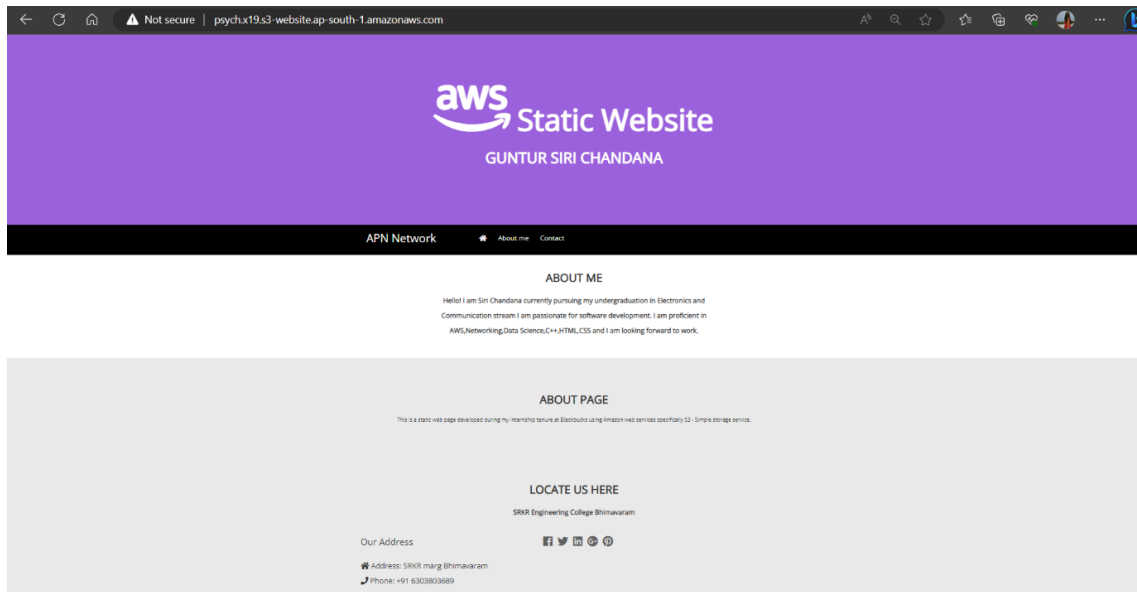 Not secure | psych.x19.s3-website.ap-south-1.amazonaws.com
aws
Static Website
GUNTUR SIRI CHANDANA
APN Network About me Contact
ABOUT ME
Hello! I am Siri Chandana currently pursuing my undergraduation in Electronics and
Communication stream I am passionate for software development. I am proficient in
AWS,Networking,Data Science,C++,HTML,CSS and I am looking forward to work.
ABOUT PAGE
This is a static web page developed during my internship tenure at Blackbucks using Amazon web services specifically S3 - Simple storage service.
LOCATE US HERE
SRKR Engineering College Bhimavaram
Our Address
Address: SRKR marg Bhimavaram
Phone: +91 6303803689